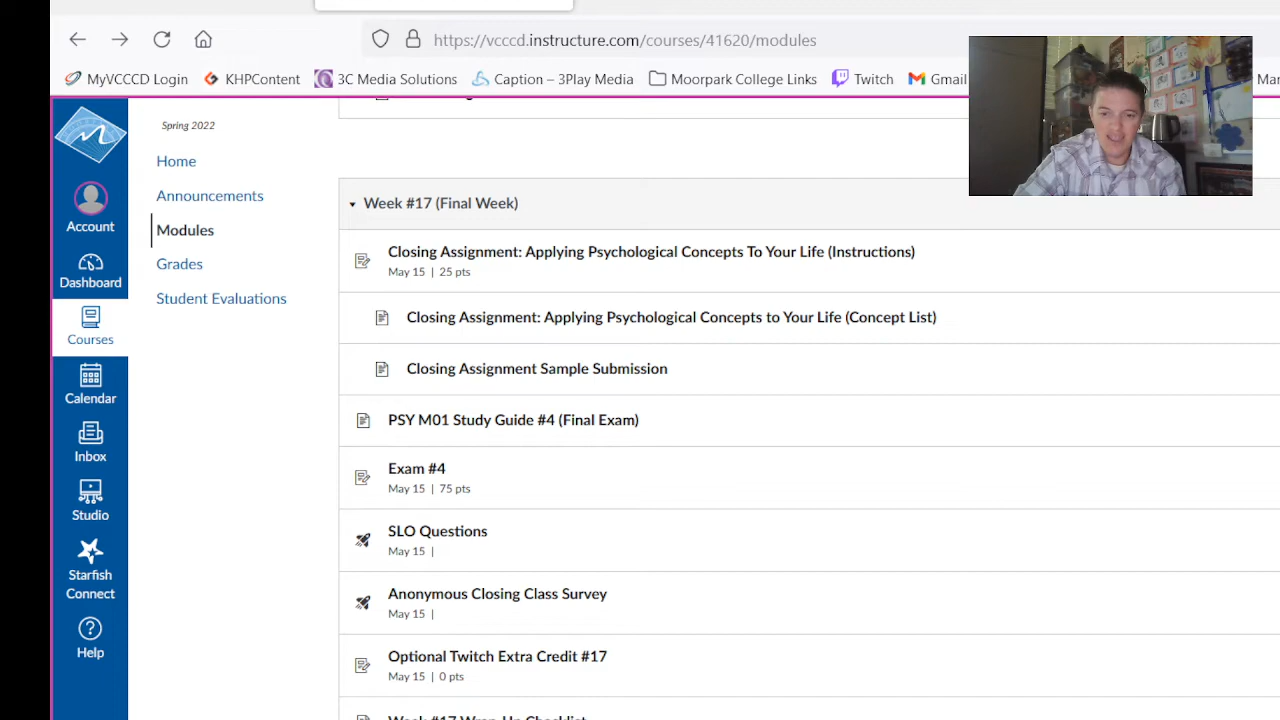 https://vcccd.instructure.com/courses/41620/modules
MyVCCCD Login
KHPContent
3C Media Solutions
Caption – 3Play Media
Moorpark College Links
Twitch
Gmail
Spring 2022
Home
Announcements
Modules
Grades
Student Evaluations
Account
Dashboard
Courses
Calendar
Inbox
Studio
Starfish
Connect
Help
Week #17 (Final Week)
Closing Assignment: Applying Psychological Concepts To Your Life (Instructions)
May 15 | 25 pts
Closing Assignment: Applying Psychological Concepts to Your Life (Concept List)
Closing Assignment Sample Submission
PSY M01 Study Guide #4 (Final Exam)
Exam #4
May 15 | 75 pts
SLO Questions
May 15 |
Anonymous Closing Class Survey
May 15 |
Optional Twitch Extra Credit #17
May 15 | 0 pts
Week #17 Wrap-Up Checklist